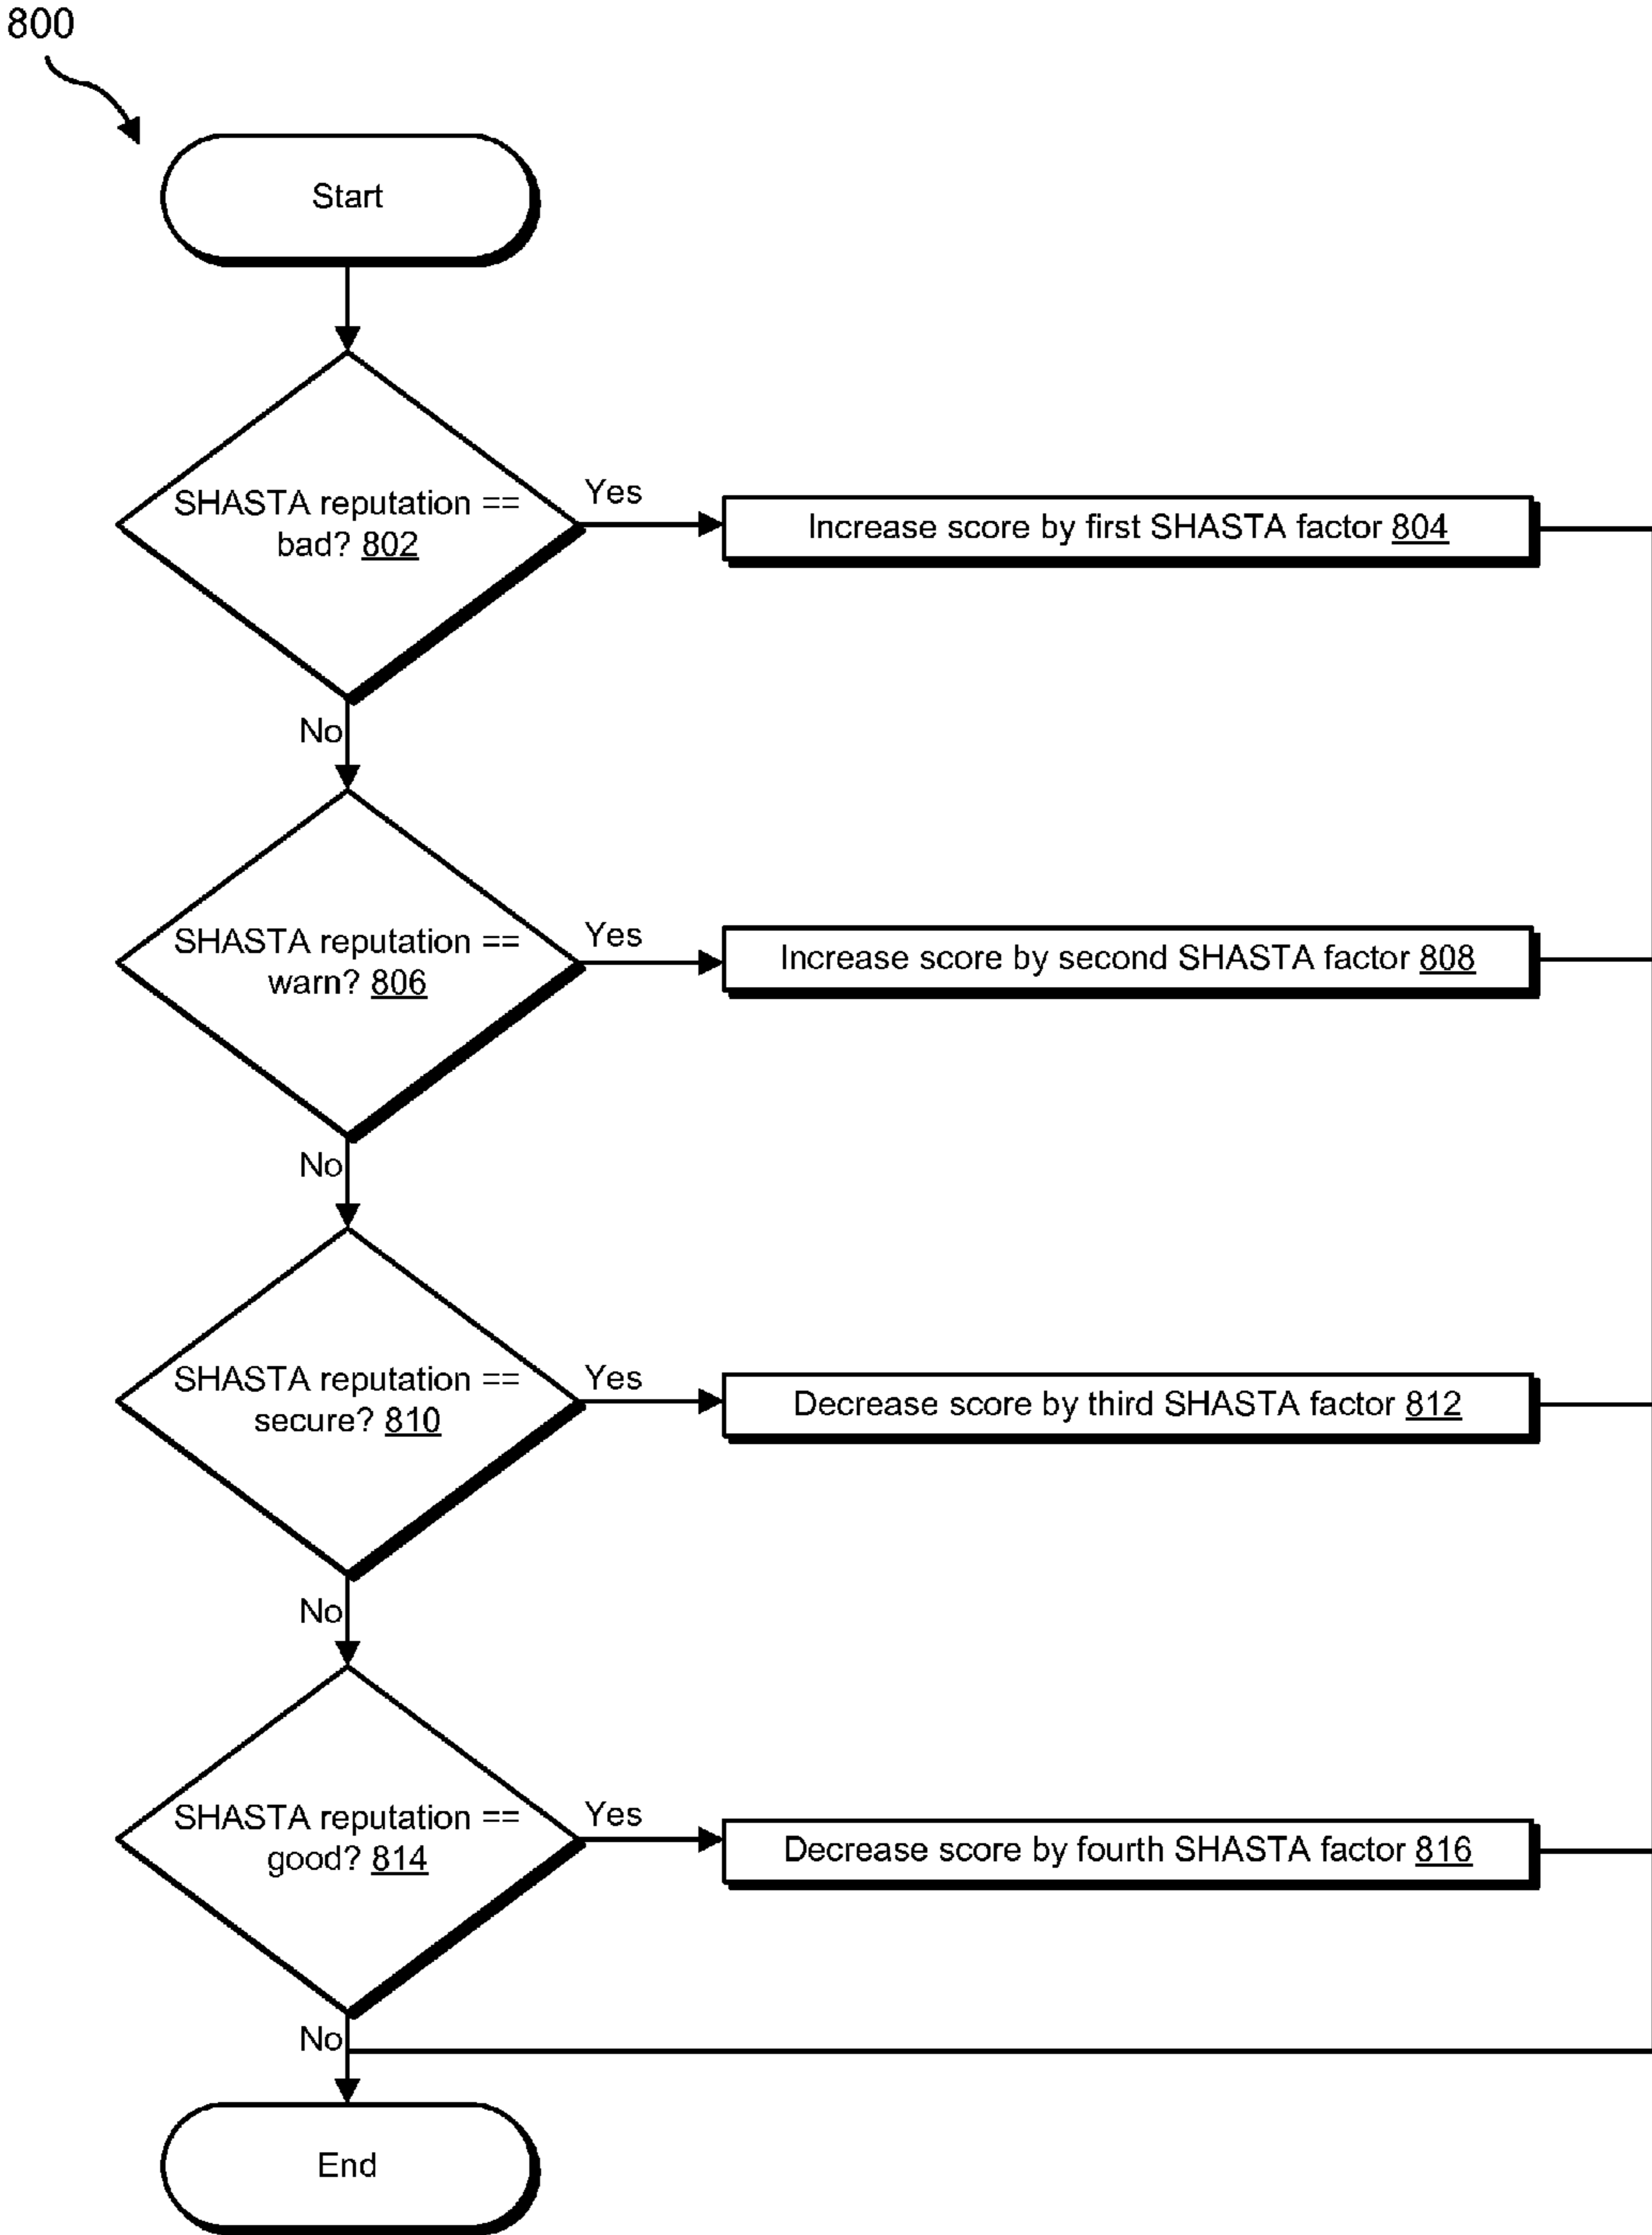 800
Start
SHASTA reputation ==
bad? 802
Yes
Increase score by first SHASTA factor 804
No
SHASTA reputation ==
warn? 806
Yes
Increase score by second SHASTA factor 808
No
SHASTA reputation ==
secure? 810
Yes
Decrease score by third SHASTA factor 812
No
SHASTA reputation ==
good? 814
Yes
Decrease score by fourth SHASTA factor 816
No
End